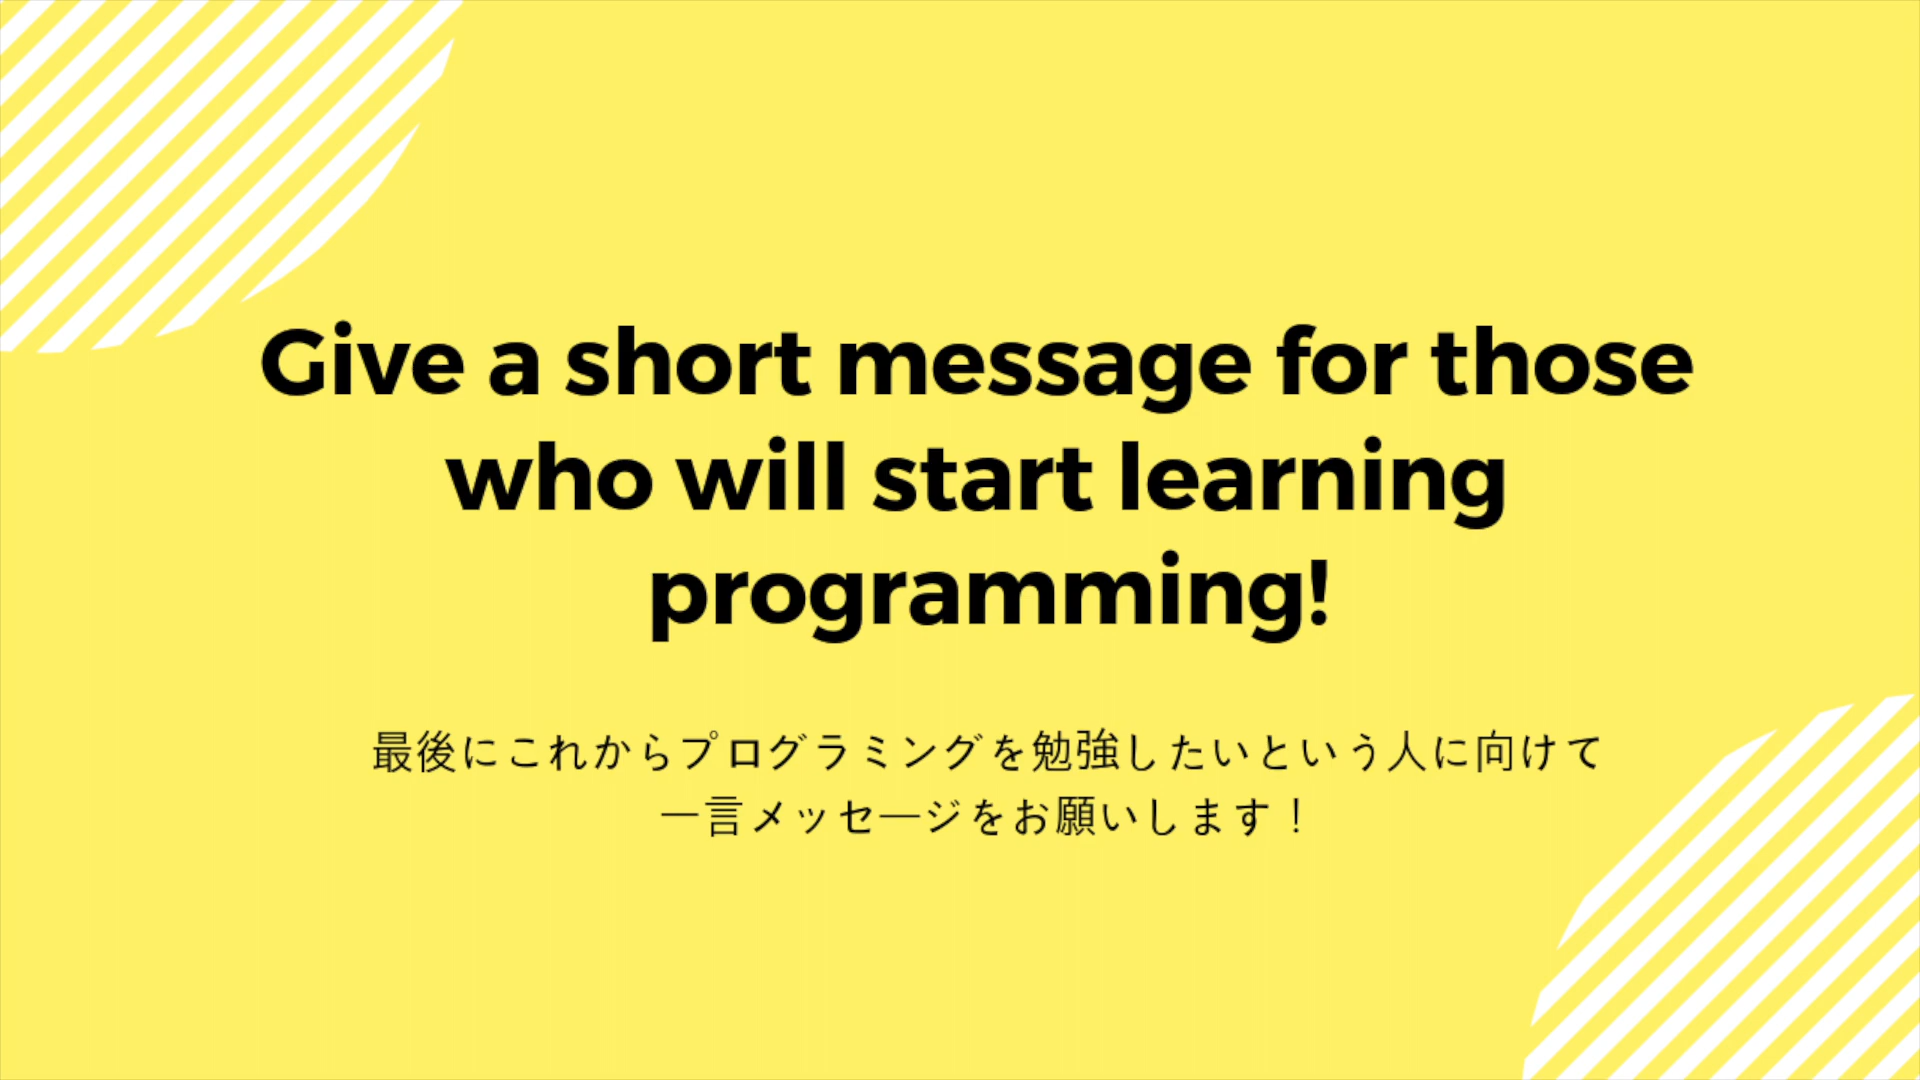 Give a short message for those
who will start learning
programming!
最後にこれからプログラミングを勉強したいという人に向けて
一言メッセージをお願いします！